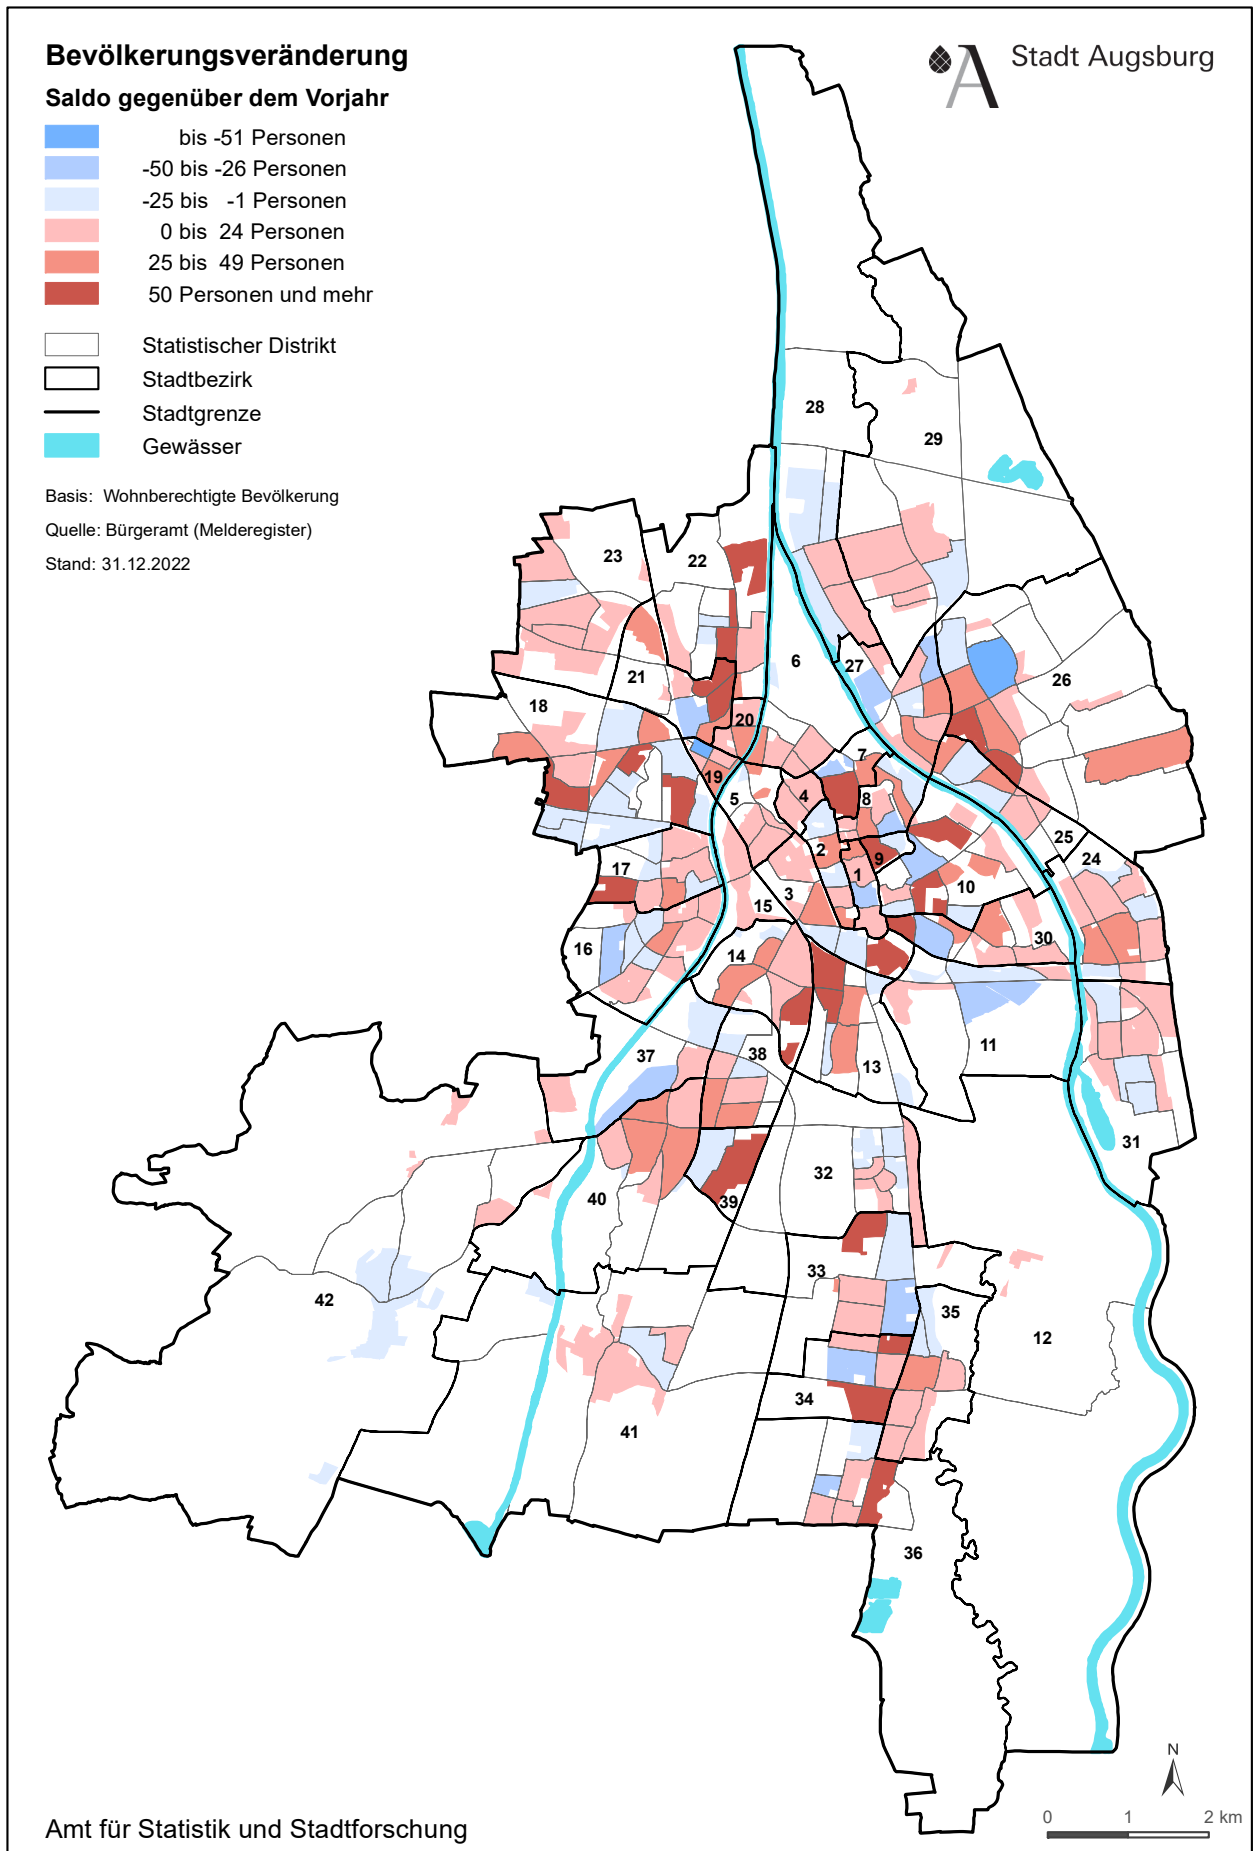 Bevölkerungsveränderung
Saldo gegenüber dem Vorjahr
bis -51 Personen
-50 bis -26 Personen
-25 bis -1 Personen
0 bis 24 Personen
25 bis 49 Personen
50 Personen und mehr
Statistischer Distrikt
Stadtbezirk
Stadtgrenze
Gewässer
Basis: Wohnberechtigte Bevölkerung
Quelle: Bürgeramt (Melderegister)
Stand: 31.12.2022
A Stadt Augsburg
28
29
23
22
6
27
21
26
18
20
7
19
5
4
8
25
2
9
24
17
1
10
3
15
30
16
14
11
37
38
13
31
32
40
39
33
42
35
12
34
41
36
N
0 1 2 km
Amt für Statistik und Stadtforschung